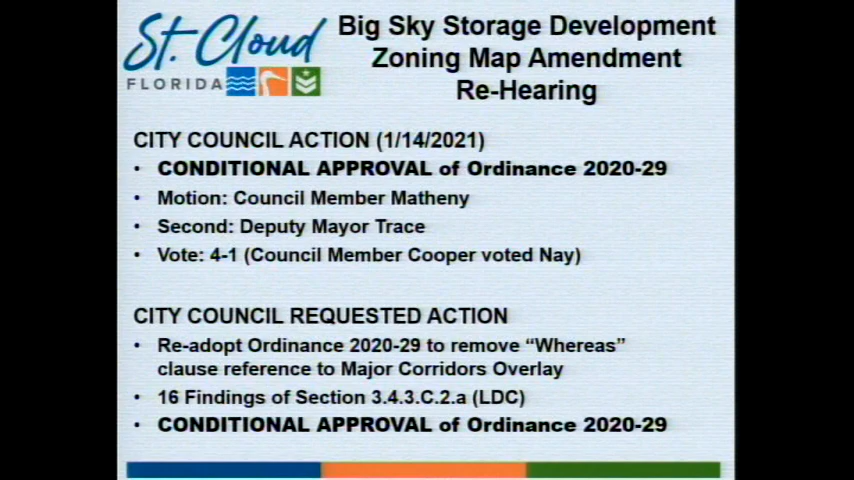 St. Cloud
FLORIDA
Big Sky Storage Development
Zoning Map Amendment
Re-Hearing
CITY COUNCIL ACTION (1/14/2021)
• CONDITIONAL APPROVAL of Ordinance 2020-29
• Motion: Council Member Matheny
• Second: Deputy Mayor Trace
• Vote: 4-1 (Council Member Cooper voted Nay)
CITY COUNCIL REQUESTED ACTION
• Re-adopt Ordinance 2020-29 to remove “Whereas”
clause reference to Major Corridors Overlay
• 16 Findings of Section 3.4.3.C.2.a (LDC)
• CONDITIONAL APPROVAL of Ordinance 2020-29